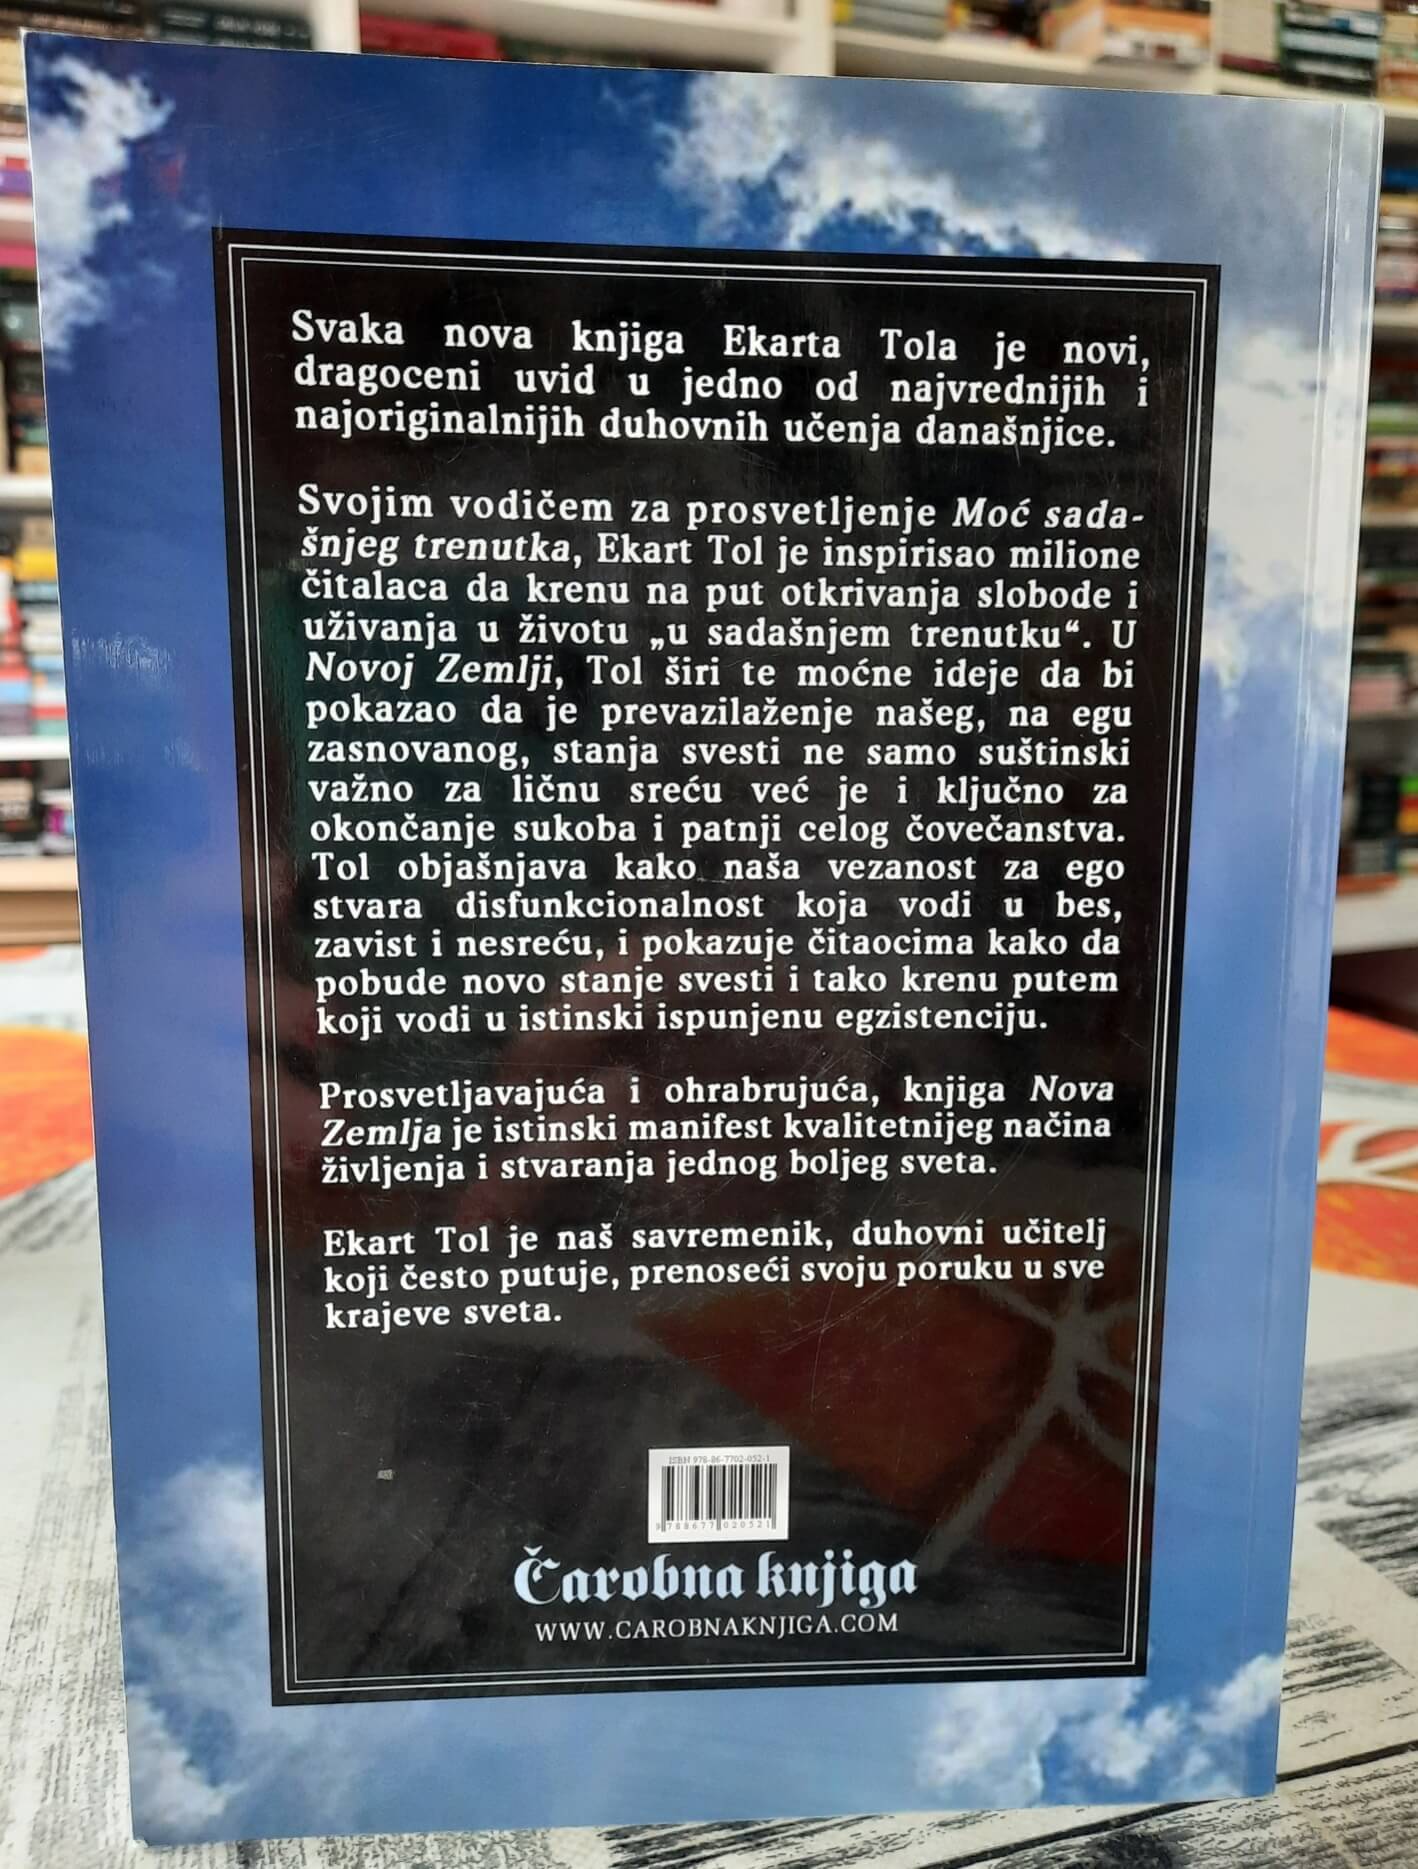 Svaka nova knjiga Ekarta Tola je novi,
dragoceni uvid u jedno od najvrednijih i
najoriginalnijih duhovnih učenja današnjice.
Svojim vodičem za prosvetljenje Moć sada-
šnjeg trenutka, Ekart Tol je inspirisao milione
čitalaca da krenu na put otkrivanja slobode i
uživanja u životu „u sadašnjem trenutku“. U
Novoj Zemlji, Tol širi te moćne ideje da bi
pokazao da je prevazilaženje našeg, na egu
zasnovanog, stanja svesti ne samo suštinski
važno za ličnu sreću već je i ključno za
okončanje sukoba i patnji celog čovečanstva.
Tol objašnjava kako naša vezanost za ego
stvara disfunkcionalnost koja vodi u bes,
zavist i nesreću, i pokazuje čitaocima kako da
pobude novo stanje svesti i tako krenu putem
koji vodi u istinski ispunjenu egzistenciju.
Prosvetljavajuća i ohrabrujuća, knjiga Nova
Zemlja je istinski manifest kvalitetnijeg načina
življenja i stvaranja jednog boljeg sveta.
Ekart Tol je naš savremenik, duhovni učitelj
koji često putuje, prenoseći svoju poruku u sve
krajeve sveta.
ISBN 978-86-7702-052-1
9 788677 020521
Čarobna knjiga
WWW.CAROBNAKNJIGA.COM